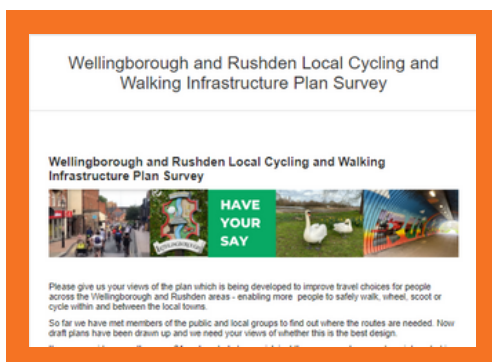 Wellingborough and Rushden Local Cycling and
Walking Infrastructure Plan Survey
Wellingborough and Rushden Local Cycling and Walking
Infrastructure Plan Survey
HAVE
YOUR
SAY
Please give us your views of the plan which is being developed to improve travel choices for people
across the Wellingborough and Rushden areas - enabling more people to safely walk, wheel, scoot or
cycle within and between the local towns.
So far we have met members of the public and local groups to find out where the routes are needed. Now
draft plans have been drawn up and we need your views of whether this is the best design.